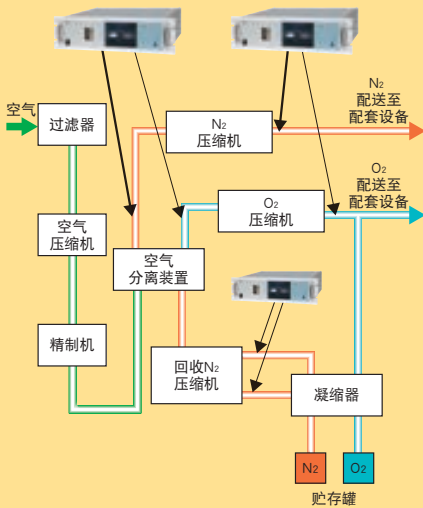 空气
过滤器
N₂
压缩机
N₂
配送至
配套设备
O₂
压缩机
O₂
配送至
配套设备
空气
压缩机
空气
分离装置
精制机
回收N₂
压缩机
凝缩器
N₂
O₂
贮存罐